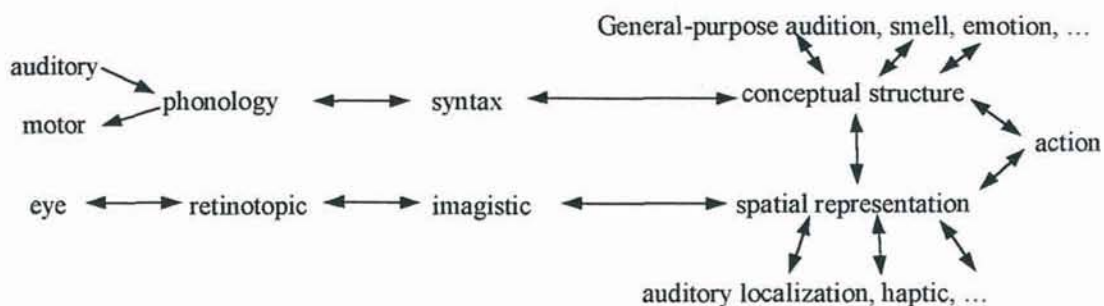 General-purpose audition, smell, emotion, …
auditory
phonology syntax conceptual structure
motor
action
eye retinotopic imagistic spatial representation
auditory localization, haptic, …